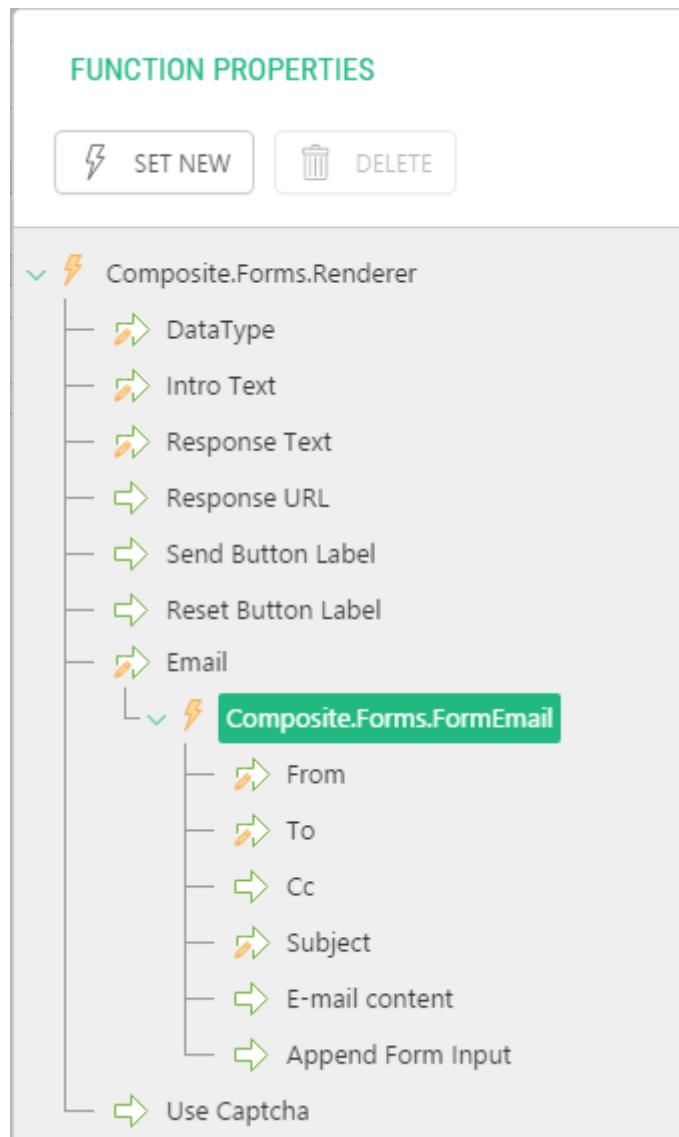 FUNCTION PROPERTIES
SET NEW DELETE
Composite.Forms.Renderer
DataType
Intro Text
Response Text
Response URL
Send Button Label
Reset Button Label
Email
Composite.Forms.FormEmail
From
To
Cc
Subject
E-mail content
Append Form Input
Use Captcha